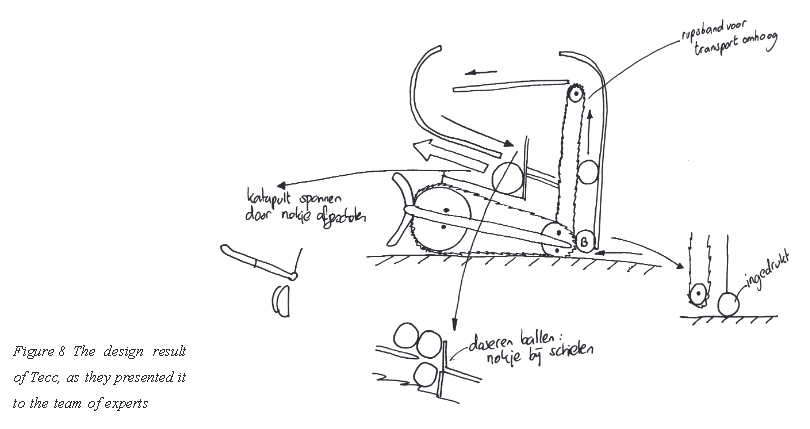 rupsband voor
transport omhoog
katapult spannen
door nokje afgeschoten
B
ingedrukt
doseren ballen:
nokje bij schieten
Figure 8 The design result
of Tecc, as they presented it
to the team of experts